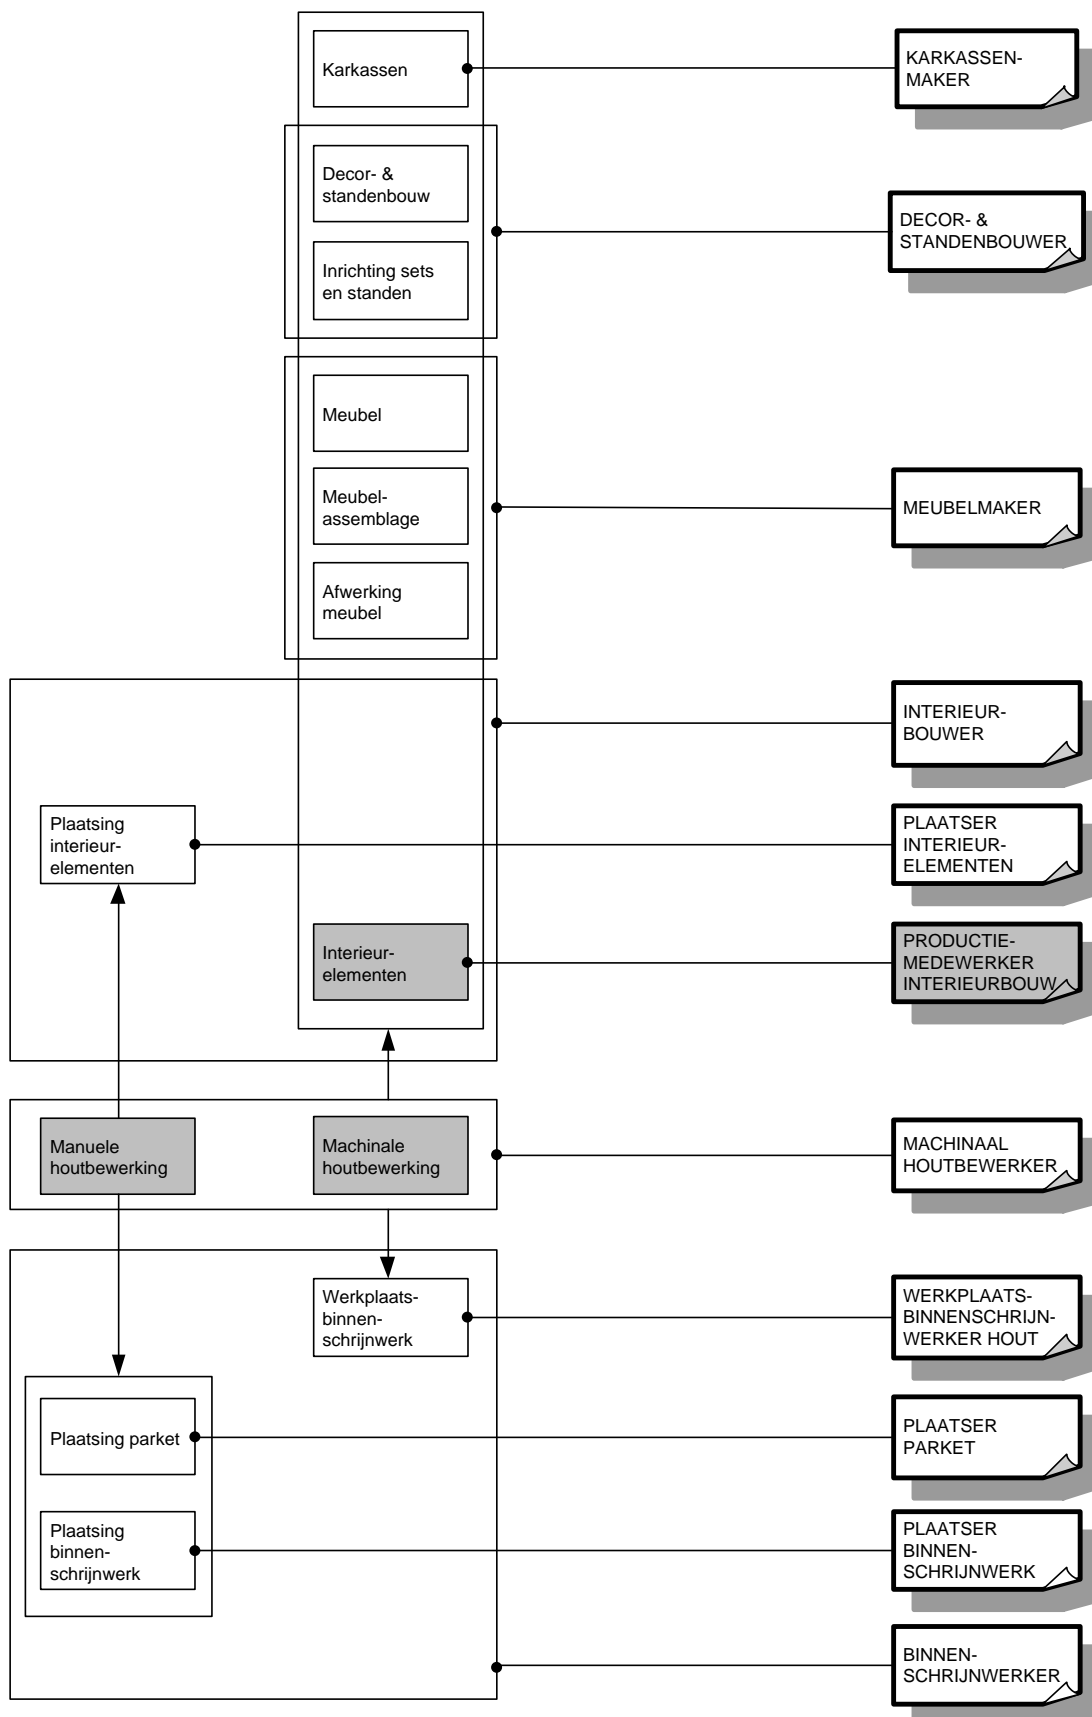 Karkassen
KARKASSEN-
MAKER
Decor- &
standenbouw
DECOR- &
STANDENBOUWER
Inrichting sets
en standen
Meubel
Meubel-
assemblage
MEUBELMAKER
Afwerking
meubel
INTERIEUR-
BOUWER
Plaatsing
interieur-
elementen
PLAATSER
INTERIEUR-
ELEMENTEN
Interieur-
elementen
PRODUCTIE-
MEDEWERKER
INTERIEURBOUW
Manuele
houtbewerking
Machinale
houtbewerking
MACHINAAL
HOUTBEWERKER
Werkplaats-
binnen-
schrijnwerk
WERKPLAATS-
BINNENSCHRIJN-
WERKER HOUT
Plaatsing parket
PLAATSER
PARKET
Plaatsing
binnen-
schrijnwerk
PLAATSER
BINNEN-
SCHRIJNWERK
BINNEN-
SCHRIJNWERKER